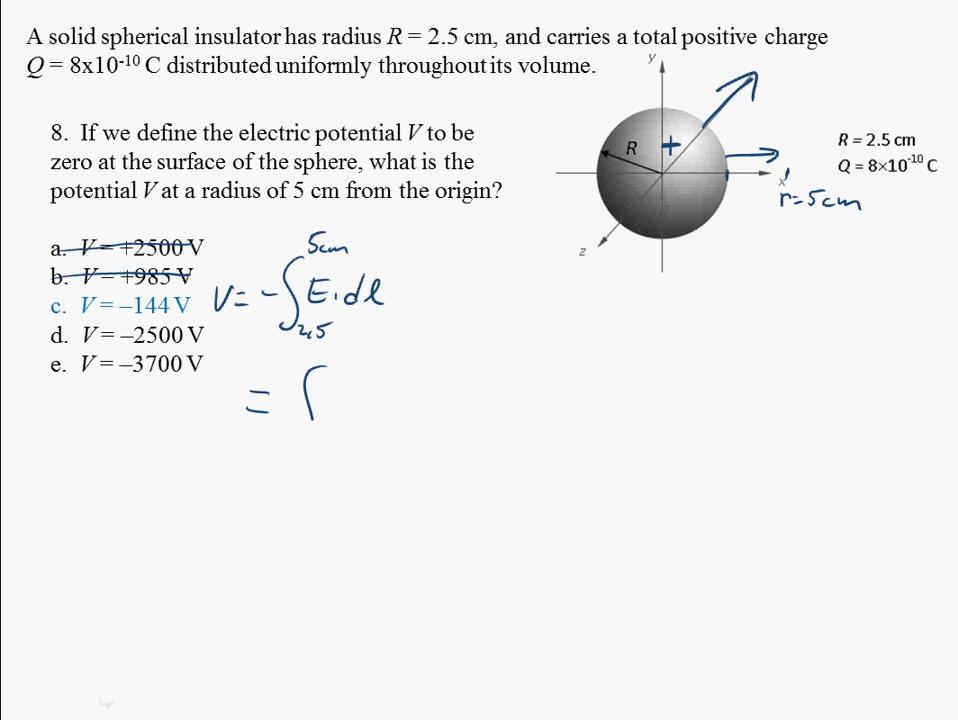 A solid spherical insulator has radius R = 2.5 cm, and carries a total positive charge
Q = 8x10⁻¹⁰ C distributed uniformly throughout its volume.
8. If we define the electric potential V to be
zero at the surface of the sphere, what is the
potential V at a radius of 5 cm from the origin?
a. V = +2500 V
b. V = +985 V
c. V = –144 V
d. V = –2500 V
e. V = –3700 V
y
R
+
x
z
R = 2.5 cm
Q = 8×10⁻¹⁰ C
r=5cm
5cm
V= -∫E·dl
2.5
= ∫